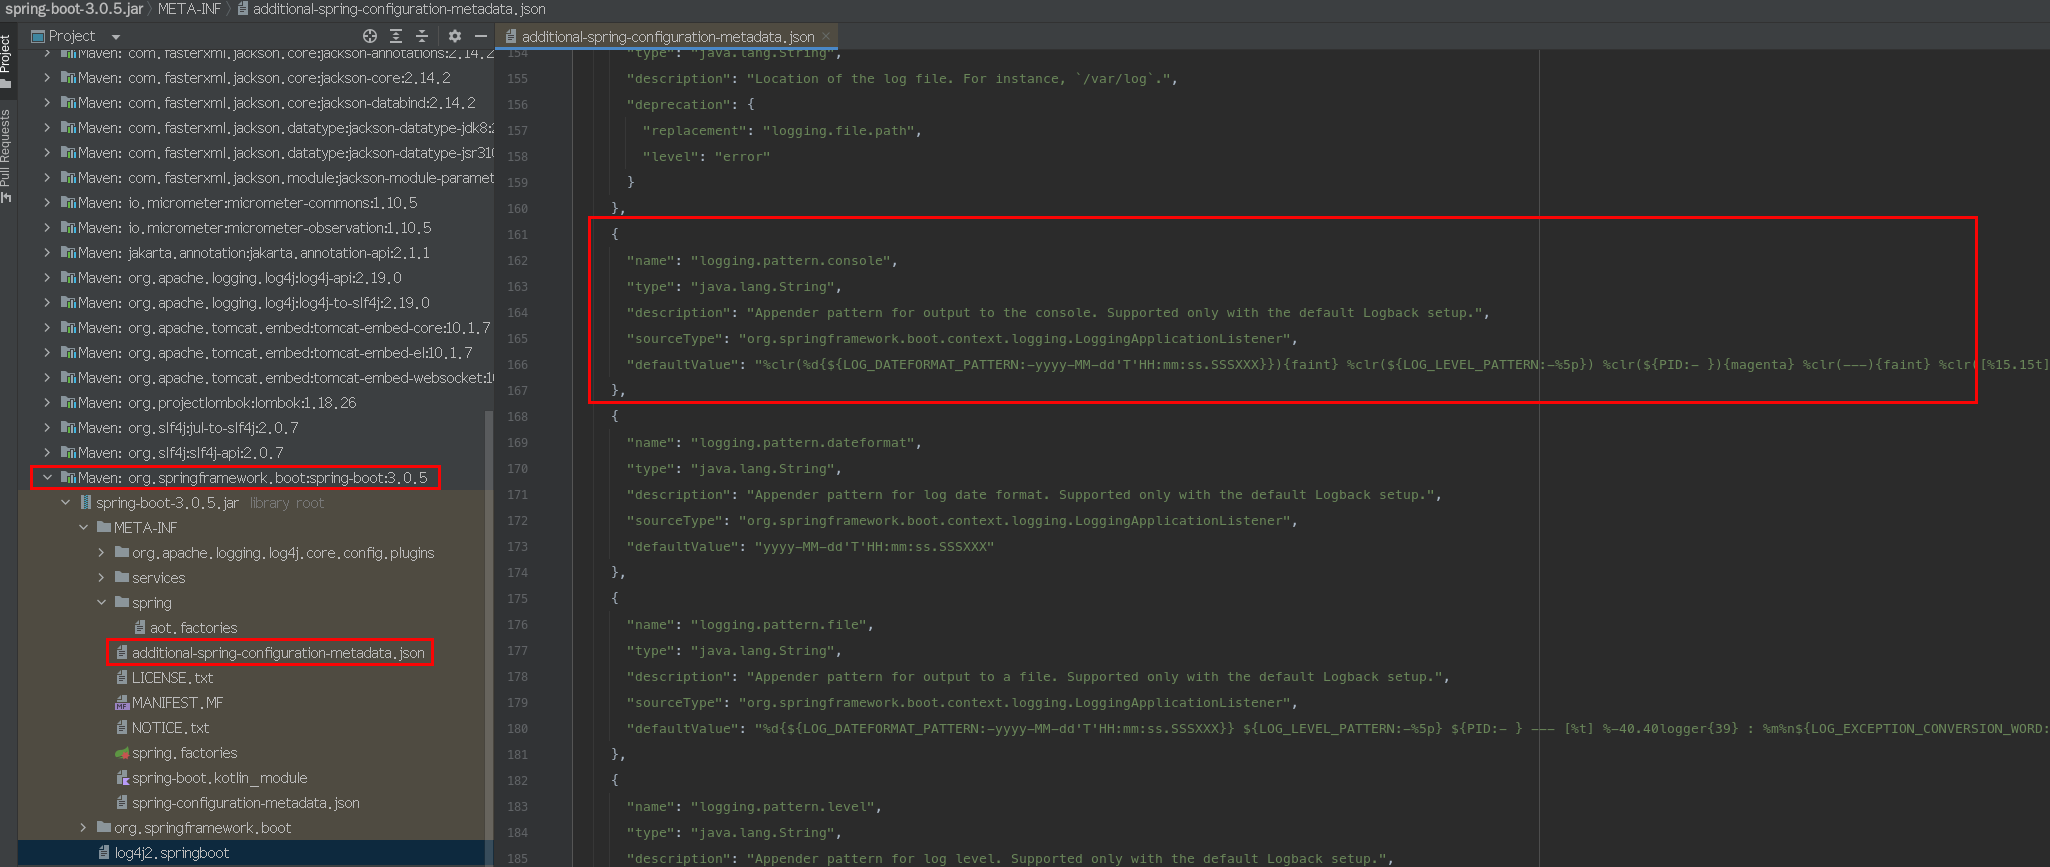 spring-boot-3.0.5.jar 〉 META-INF 〉 additional-spring-configuration-metadata.json
Project
Pull Requests
Project
Maven: com.fasterxml.jackson.core:jackson-annotations:2.14.2
Maven: com.fasterxml.jackson.core:jackson-core:2.14.2
Maven: com.fasterxml.jackson.core:jackson-databind:2.14.2
Maven: com.fasterxml.jackson.datatype:jackson-datatype-jdk8:
Maven: com.fasterxml.jackson.datatype:jackson-datatype-jsr310
Maven: com.fasterxml.jackson.module:jackson-module-paramet
Maven: io.micrometer:micrometer-commons:1.10.5
Maven: io.micrometer:micrometer-observation:1.10.5
Maven: jakarta.annotation:jakarta.annotation-api:2.1.1
Maven: org.apache.logging.log4j:log4j-api:2.19.0
Maven: org.apache.logging.log4j:log4j-to-slf4j:2.19.0
Maven: org.apache.tomcat.embed:tomcat-embed-core:10.1.7
Maven: org.apache.tomcat.embed:tomcat-embed-el:10.1.7
Maven: org.apache.tomcat.embed:tomcat-embed-websocket:10
Maven: org.projectlombok:lombok:1.18.26
Maven: org.slf4j:jul-to-slf4j:2.0.7
Maven: org.slf4j:slf4j-api:2.0.7
Maven: org.springframework.boot:spring-boot:3.0.5
spring-boot-3.0.5.jar library root
META-INF
org.apache.logging.log4j.core.config.plugins
services
spring
aot.factories
additional-spring-configuration-metadata.json
LICENSE.txt
MANIFEST.MF
NOTICE.txt
spring.factories
spring-boot.kotlin_module
spring-configuration-metadata.json
org.springframework.boot
log4j2.springboot
additional-spring-configuration-metadata.json
154 "type": "java.lang.String",
155 "description": "Location of the log file. For instance, `/var/log`.",
156 "deprecation": {
157 "replacement": "logging.file.path",
158 "level": "error"
159 }
160 },
161 {
162 "name": "logging.pattern.console",
163 "type": "java.lang.String",
164 "description": "Appender pattern for output to the console. Supported only with the default Logback setup.",
165 "sourceType": "org.springframework.boot.context.logging.LoggingApplicationListener",
166 "defaultValue": "%clr(%d{${LOG_DATEFORMAT_PATTERN:-yyyy-MM-dd'T'HH:mm:ss.SSSXXX}}){faint} %clr(${LOG_LEVEL_PATTERN:-%5p}) %clr(${PID:- }){magenta} %clr(---){faint} %clr([%15.15t]
167 },
168 {
169 "name": "logging.pattern.dateformat",
170 "type": "java.lang.String",
171 "description": "Appender pattern for log date format. Supported only with the default Logback setup.",
172 "sourceType": "org.springframework.boot.context.logging.LoggingApplicationListener",
173 "defaultValue": "yyyy-MM-dd'T'HH:mm:ss.SSSXXX"
174 },
175 {
176 "name": "logging.pattern.file",
177 "type": "java.lang.String",
178 "description": "Appender pattern for output to a file. Supported only with the default Logback setup.",
179 "sourceType": "org.springframework.boot.context.logging.LoggingApplicationListener",
180 "defaultValue": "%d{${LOG_DATEFORMAT_PATTERN:-yyyy-MM-dd'T'HH:mm:ss.SSSXXX}} ${LOG_LEVEL_PATTERN:-%5p} ${PID:- } --- [%t] %-40.40logger{39} : %m%n${LOG_EXCEPTION_CONVERSION_WORD:
181 },
182 {
183 "name": "logging.pattern.level",
184 "type": "java.lang.String",
185 "description": "Appender pattern for log level. Supported only with the default Logback setup.",